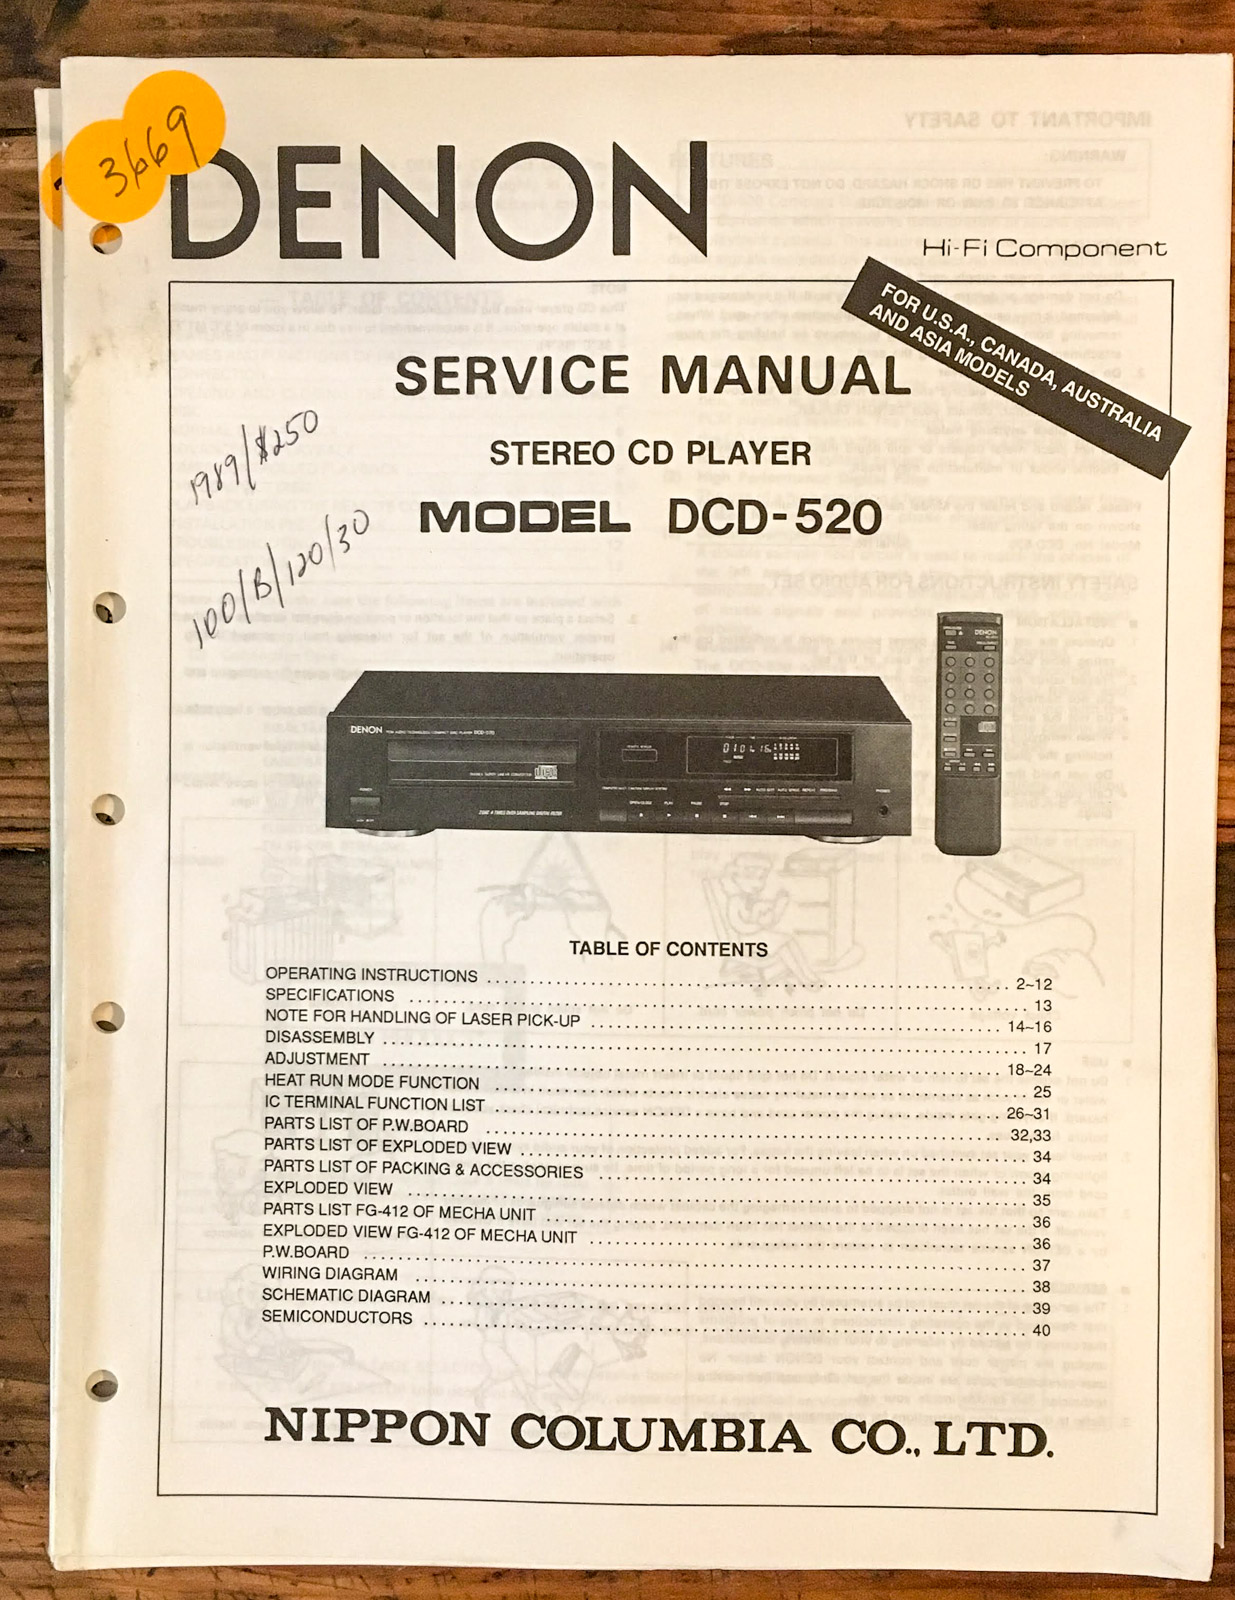 3669
DENON
Hi-Fi Component
FOR U.S.A., CANADA, AUSTRALIA
AND ASIA MODELS
SERVICE MANUAL
1989/$250
STEREO CD PLAYER
MODEL DCD-520
100/B/120/30
DENON
DENON
DCD-520
TABLE OF CONTENTS
OPERATING INSTRUCTIONS 2~12
SPECIFICATIONS 13
NOTE FOR HANDLING OF LASER PICK-UP 14~16
DISASSEMBLY 17
ADJUSTMENT 18~24
HEAT RUN MODE FUNCTION 25
IC TERMINAL FUNCTION LIST 26~31
PARTS LIST OF P.W.BOARD 32,33
PARTS LIST OF EXPLODED VIEW 34
PARTS LIST OF PACKING & ACCESSORIES 34
EXPLODED VIEW 35
PARTS LIST FG-412 OF MECHA UNIT 36
EXPLODED VIEW FG-412 OF MECHA UNIT 36
P.W.BOARD 37
WIRING DIAGRAM 38
SCHEMATIC DIAGRAM 39
SEMICONDUCTORS 40
NIPPON COLUMBIA CO., LTD.